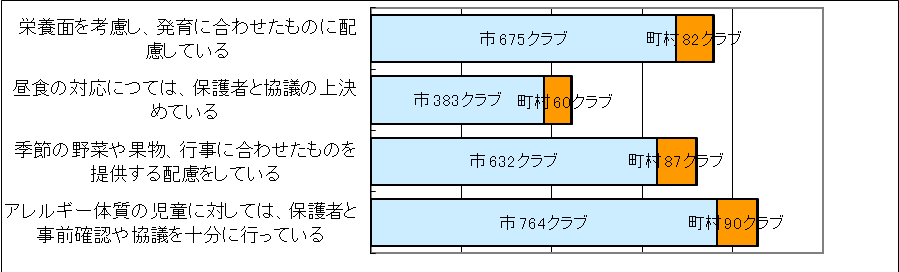 栄養面を考慮し、発育に合わせたものに配
慮している
市675クラブ 町村82クラブ
昼食の対応につては、保護者と協議の上決
めている
市383クラブ 町村60クラブ
季節の野菜や果物、行事に合わせたものを
提供する配慮をしている
市632クラブ 町村87クラブ
アレルギー体質の児童に対しては、保護者と
事前確認や協議を十分に行っている
市764クラブ 町村90クラブ